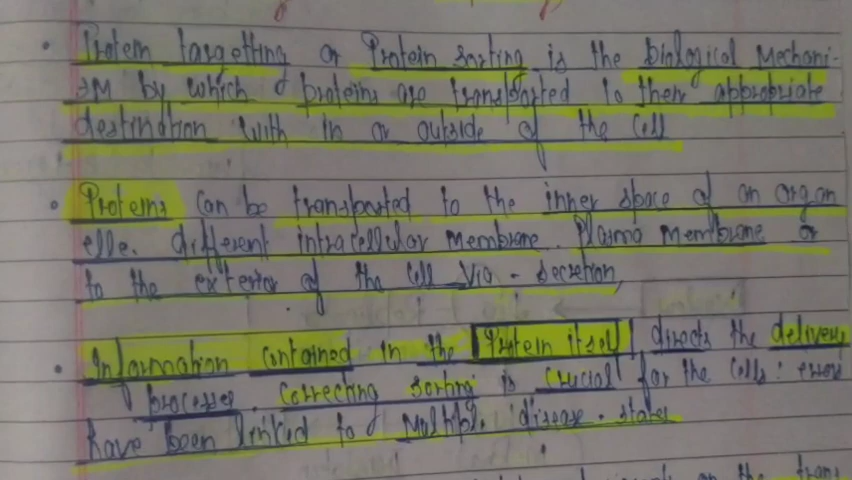 • Protein targetting or Protein sorting is the biological Mechani-
sm by which proteins are transported to their appropriate
destination with in or outside of the Cell
• Proteins can be transported to the inner space of an organ
elle. different intracellular Membrane. Plasma Membrane or
to the exterior of the Cell Via - Secretion,
• Information Contained in the Protein itself directs the delivery
processes. Correcting Sorting is Crucial for the Cells: errors
have been linked to Multiple disease. states
on the trans